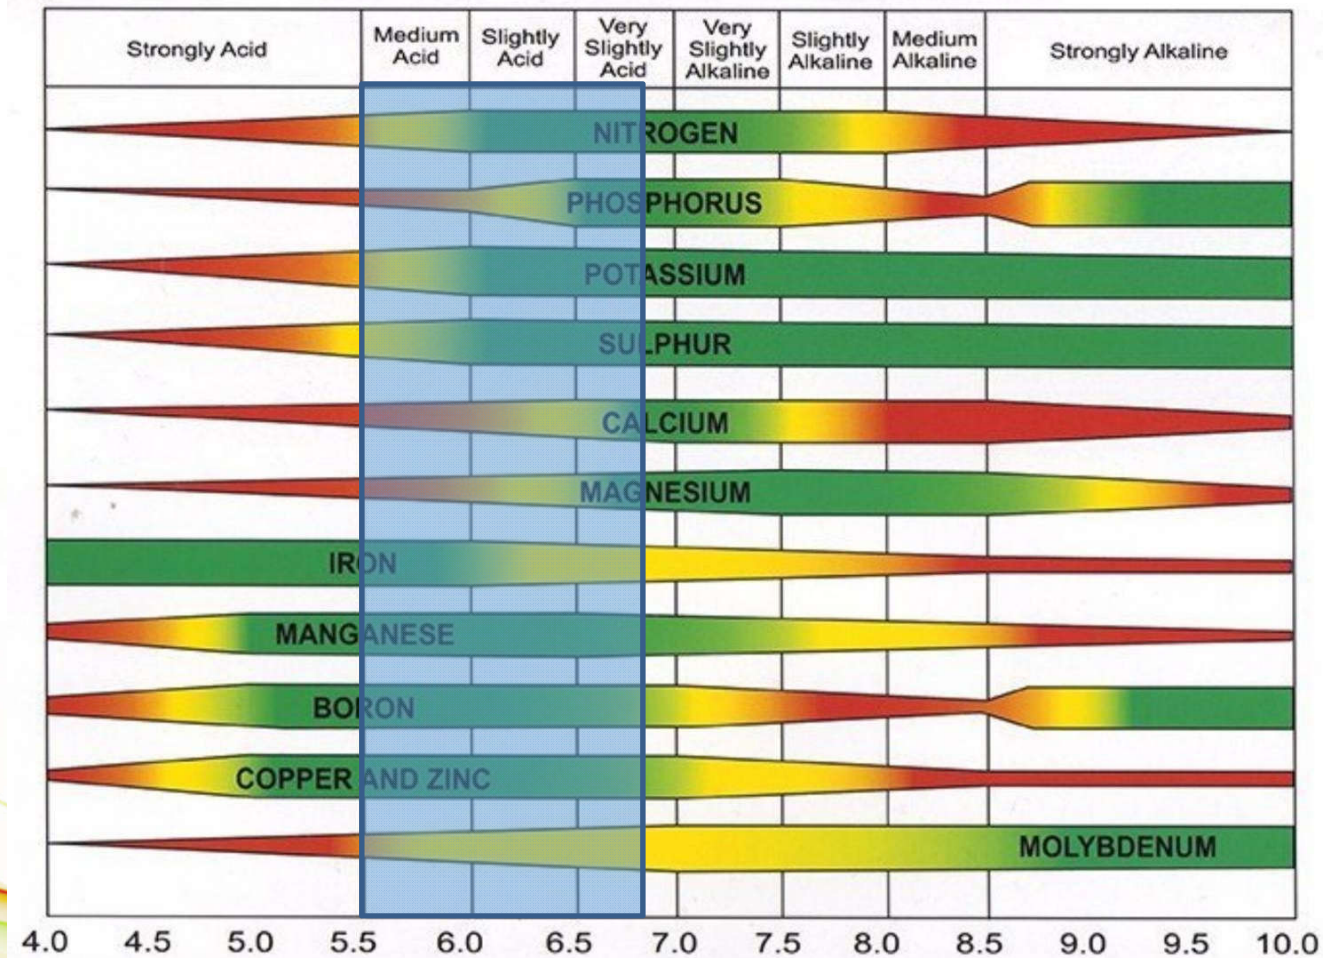 Strongly Acid
Medium
Acid
Slightly
Acid
Very
Slightly
Acid
Very
Slightly
Alkaline
Slightly
Alkaline
Medium
Alkaline
Strongly Alkaline
NITROGEN
PHOSPHORUS
POTASSIUM
SULPHUR
CALCIUM
MAGNESIUM
IRON
MANGANESE
BORON
COPPER AND ZINC
MOLYBDENUM
4.0 4.5 5.0 5.5 6.0 6.5 7.0 7.5 8.0 8.5 9.0 9.5 10.0